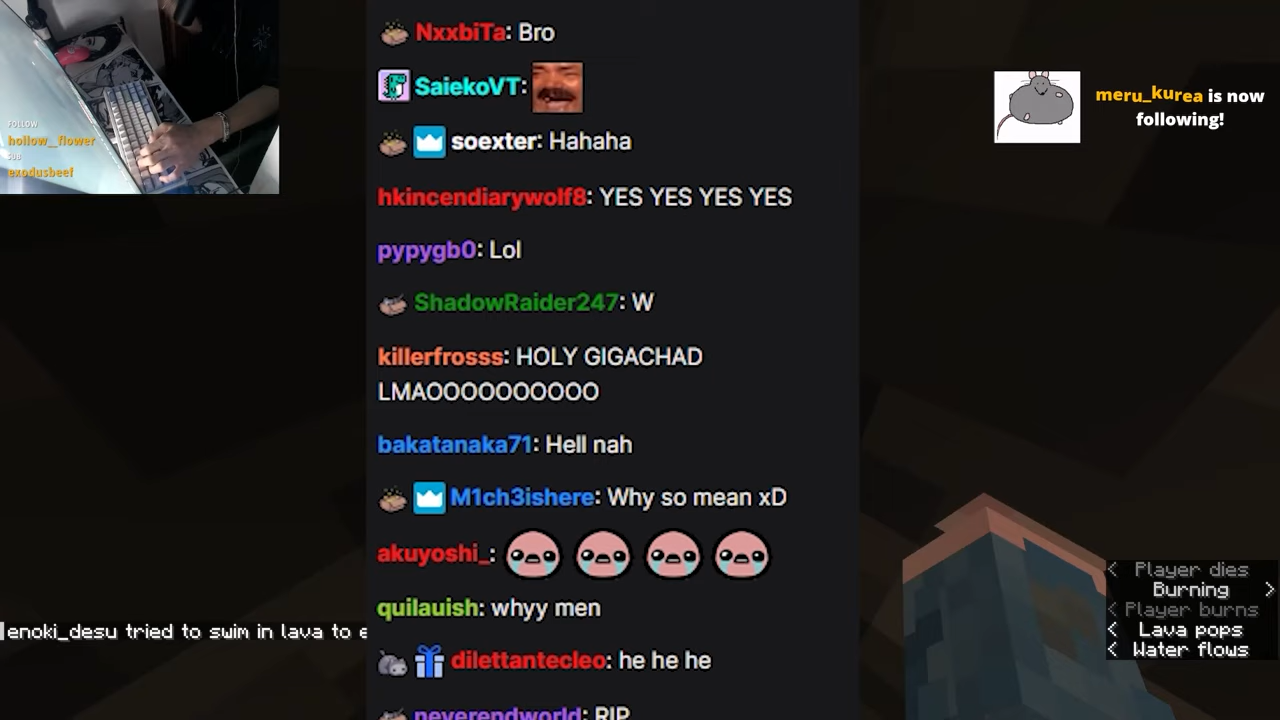 FOLLOW
hollow__flower
SUB
exodusbeef
NxxbiTa: Bro
SaiekoVT:
soexter: Hahaha
hkincendiarywolf8: YES YES YES YES
pypygb0: Lol
ShadowRaider247: W
killerfrosss: HOLY GIGACHAD
LMAOOOOOOOOOO
bakatanaka71: Hell nah
M1ch3ishere: Why so mean xD
akuyoshi_:
quilauish: whyy men
dilettantecleo: he he he
neverendworld: RIP
meru_kurea is now
following!
enoki_desu tried to swim in lava to e
< Player dies
Burning >
< Player burns
< Lava pops
< Water flows